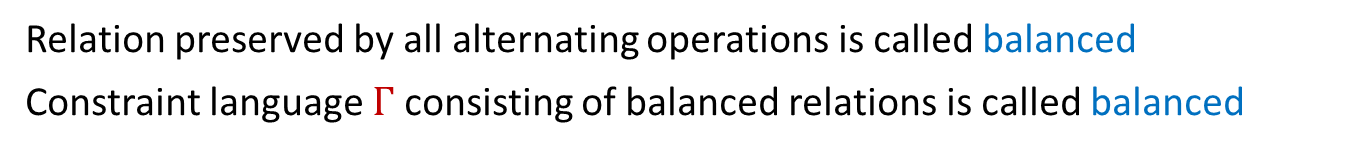 Relation preserved by all alternating operations is called balanced
Constraint language Γ consisting of balanced relations is called balanced